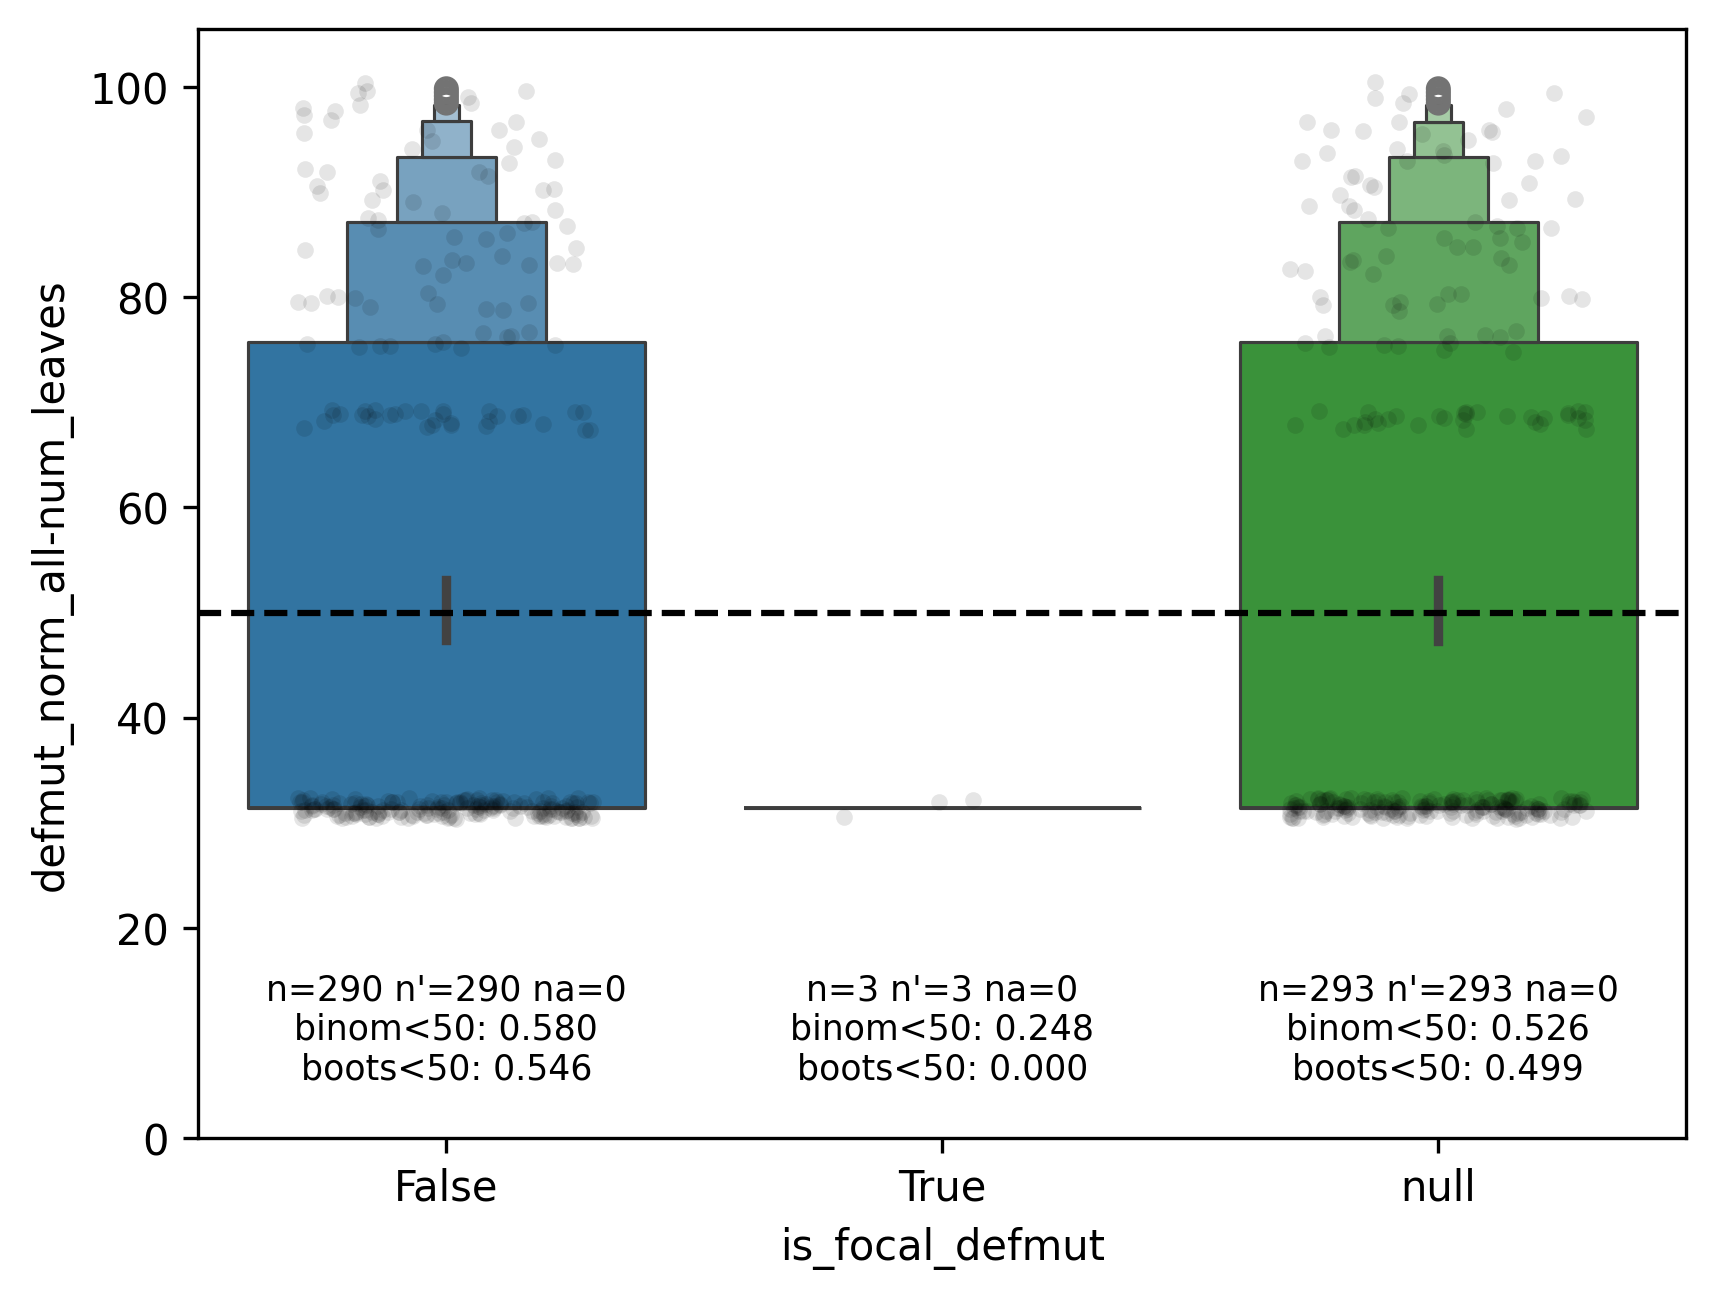 defmut_norm_all-num_leaves
100
80
60
40
20
0
n=290 n'=290 na=0
binom<50: 0.580
boots<50: 0.546
n=3 n'=3 na=0
binom<50: 0.248
boots<50: 0.000
n=293 n'=293 na=0
binom<50: 0.526
boots<50: 0.499
False
True
null
is_focal_defmut